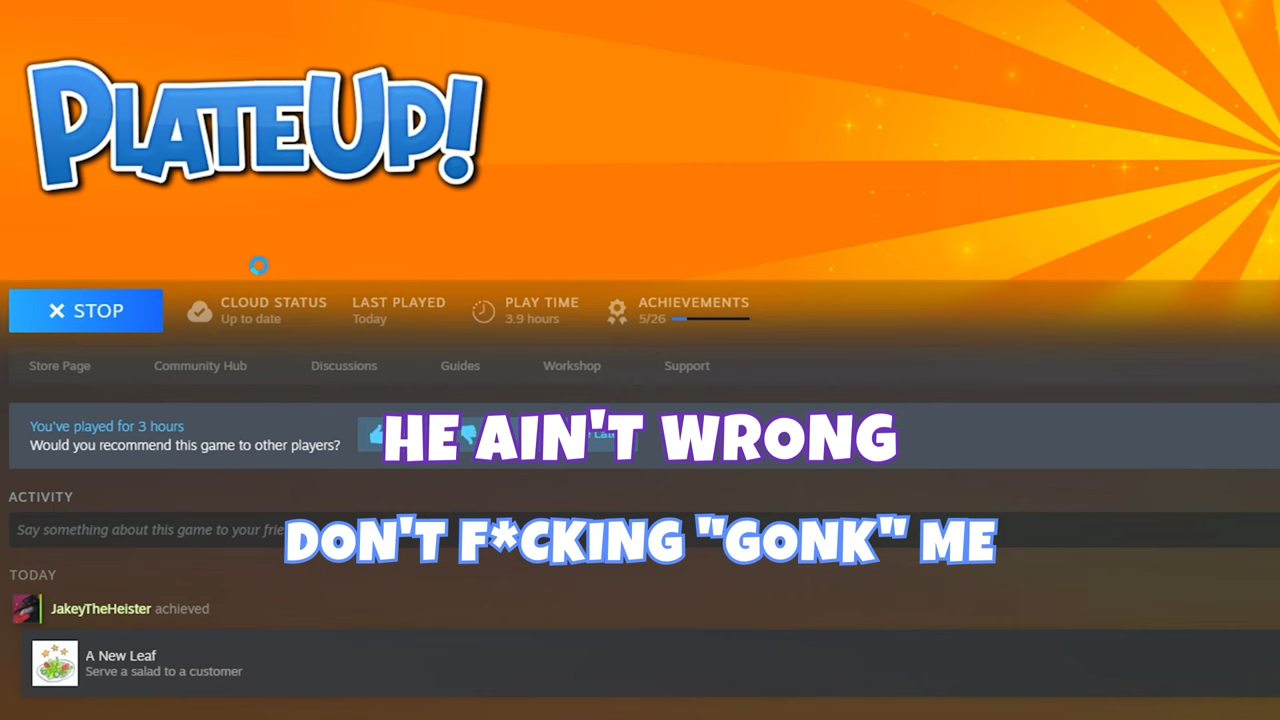 PLATEUP!
STOP
CLOUD STATUS
Up to date
LAST PLAYED
Today
PLAY TIME
3.9 hours
ACHIEVEMENTS
5/26
Store Page
Community Hub
Discussions
Guides
Workshop
Support
You've played for 3 hours
Would you recommend this game to other players?
HE AIN'T WRONG
ACTIVITY
Say something about this game to your
DON'T F*CKING "GONK" ME
TODAY
JakeyTheHeister achieved
A New Leaf
Serve a salad to a customer